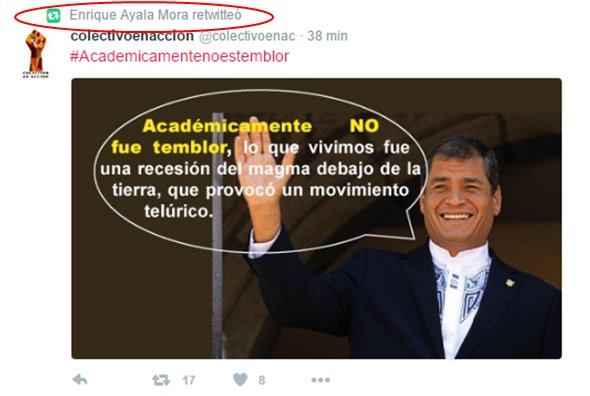 Enrique Ayala Mora retwitteó
colectivoenaccion @colectivoenac · 38 min
#Academicamentenoestemblor
COLECTIVO
EN ACCIÓN
Académicamente NO
fue temblor, lo que vivimos fue
una recesión del magma debajo de la
tierra, que provocó un movimiento
telúrico.
17
8